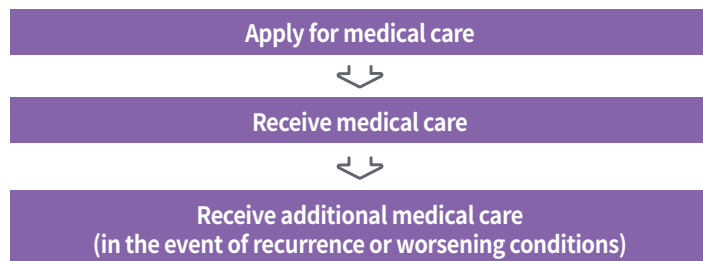 Apply for medical care
Receive medical care
Receive additional medical care
(in the event of recurrence or worsening conditions)